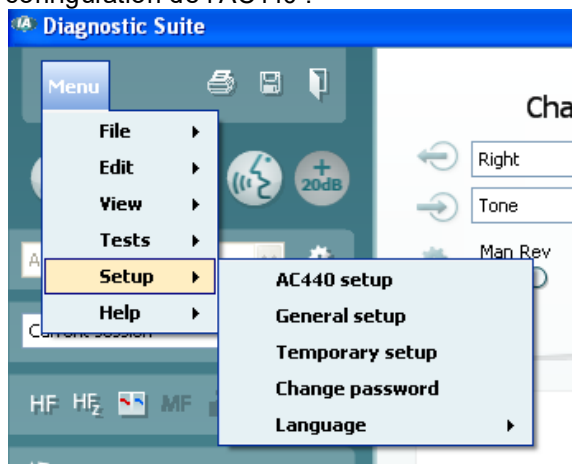 configuration de l'AC440 :
Diagnostic Suite
Menu
File
Edit
View
Tests
Setup
Help
+
20dB
Cha
Right
Tone
Man Rev
AC440 setup
General setup
Temporary setup
Change password
Language
Current session
HF HFz MF